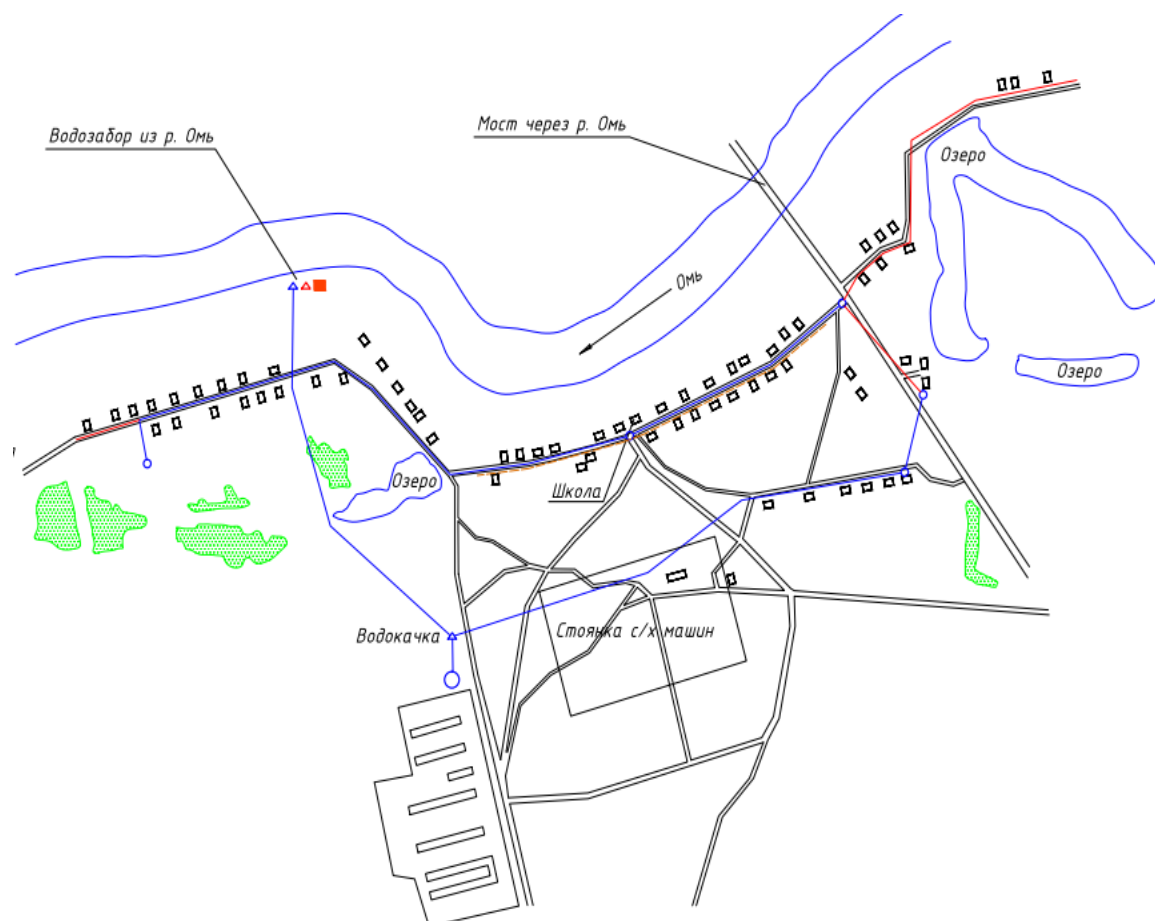 Водозабор из р. Омь
Мост через р. Омь
Озеро
Омь
Озеро
Озеро
Школа
Водокачка
Стоянка с/х машин